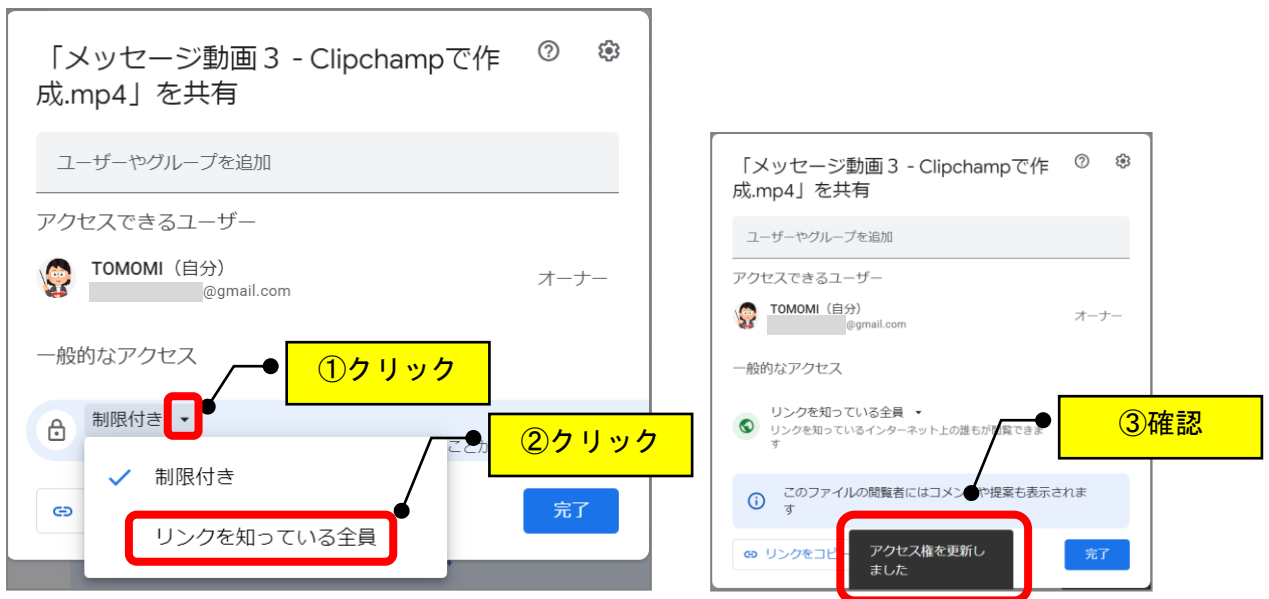 「メッセージ動画３ - Clipchampで作
成.mp4」を共有
ユーザーやグループを追加
アクセスできるユーザー
TOMOMI（自分）
@gmail.com
オーナー
一般的なアクセス
①クリック
制限付き
②クリック
制限付き
リンクを知っている全員
完了
「メッセージ動画３ - Clipchampで作
成.mp4」を共有
ユーザーやグループを追加
アクセスできるユーザー
TOMOMI（自分）
@gmail.com
オーナー
一般的なアクセス
リンクを知っている全員
リンクを知っているインターネット上の誰もが閲覧できま
す
③確認
このファイルの閲覧者にはコメントや提案も表示されま
す
リンクをコピー
アクセス権を更新し
ました
完了